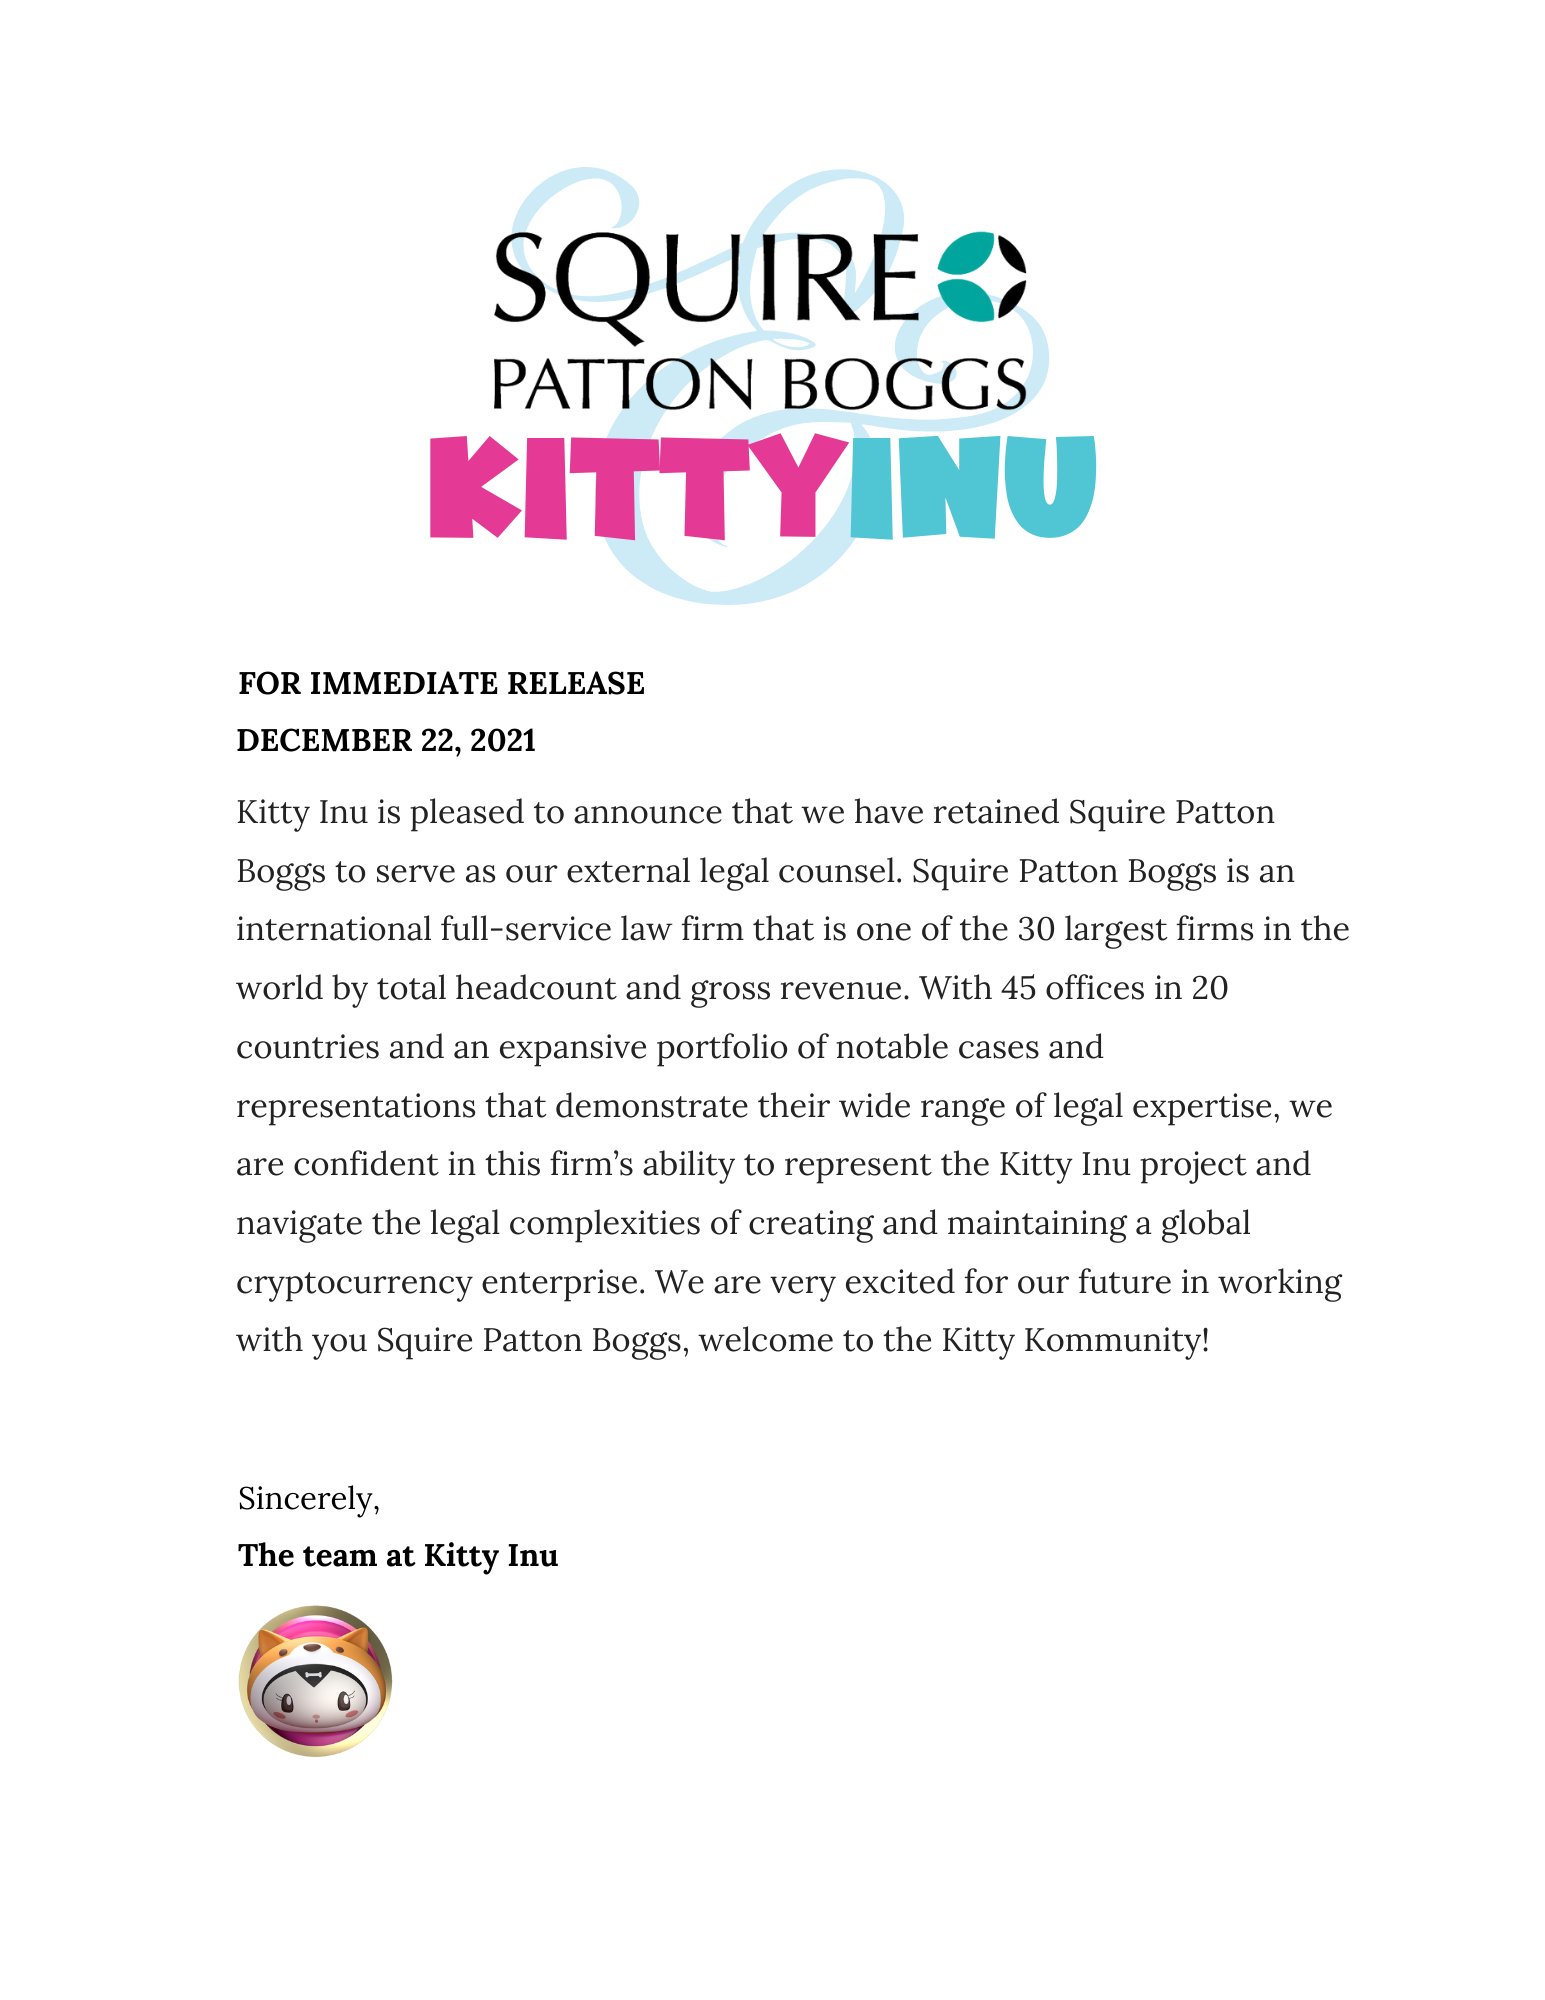 SQUIRE
PATTON BOGGS
&
KITTYINU
FOR IMMEDIATE RELEASE
DECEMBER 22, 2021
Kitty Inu is pleased to announce that we have retained Squire Patton
Boggs to serve as our external legal counsel. Squire Patton Boggs is an
international full-service law firm that is one of the 30 largest firms in the
world by total headcount and gross revenue. With 45 offices in 20
countries and an expansive portfolio of notable cases and
representations that demonstrate their wide range of legal expertise, we
are confident in this firm’s ability to represent the Kitty Inu project and
navigate the legal complexities of creating and maintaining a global
cryptocurrency enterprise. We are very excited for our future in working
with you Squire Patton Boggs, welcome to the Kitty Kommunity!
Sincerely,
The team at Kitty Inu